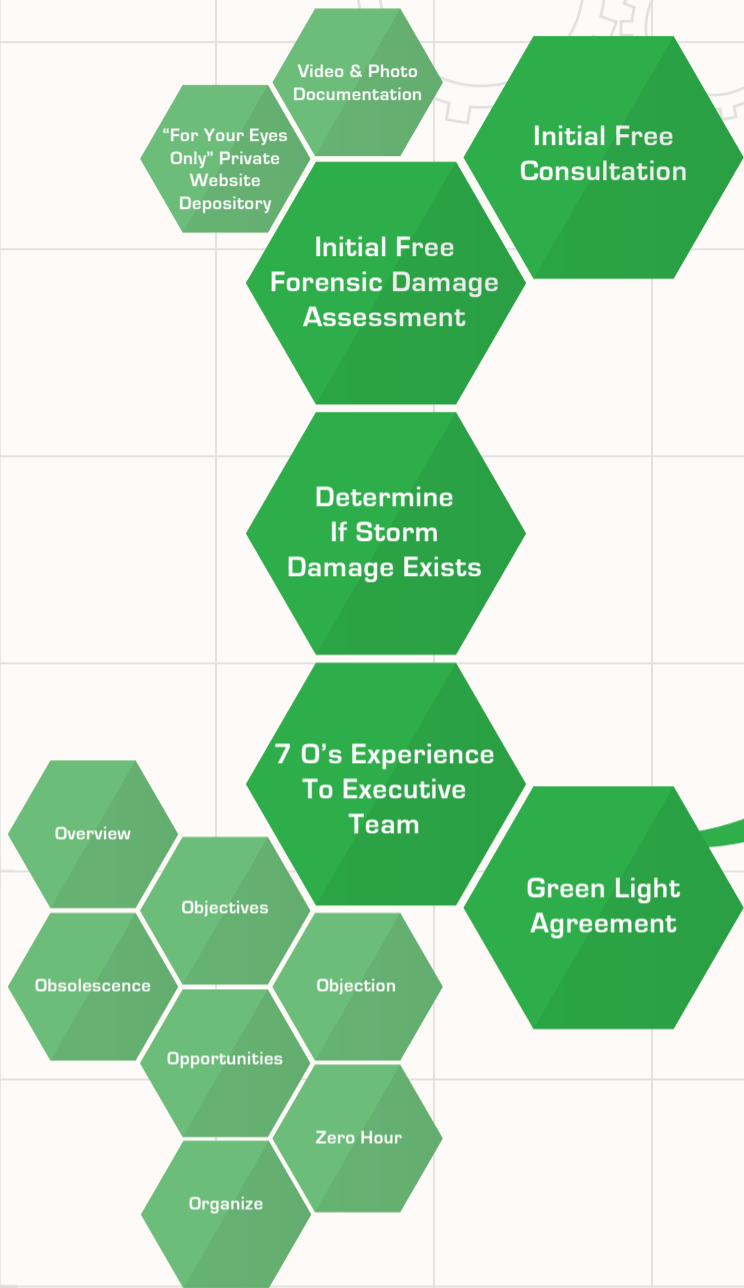 Video & Photo
Documentation
“For Your Eyes
Only” Private
Website
Depository
Initial Free
Consultation
Initial Free
Forensic Damage
Assessment
Determine
If Storm
Damage Exists
7 O’s Experience
To Executive
Team
Green Light
Agreement
Overview
Objectives
Obsolescence
Objection
Opportunities
Zero Hour
Organize